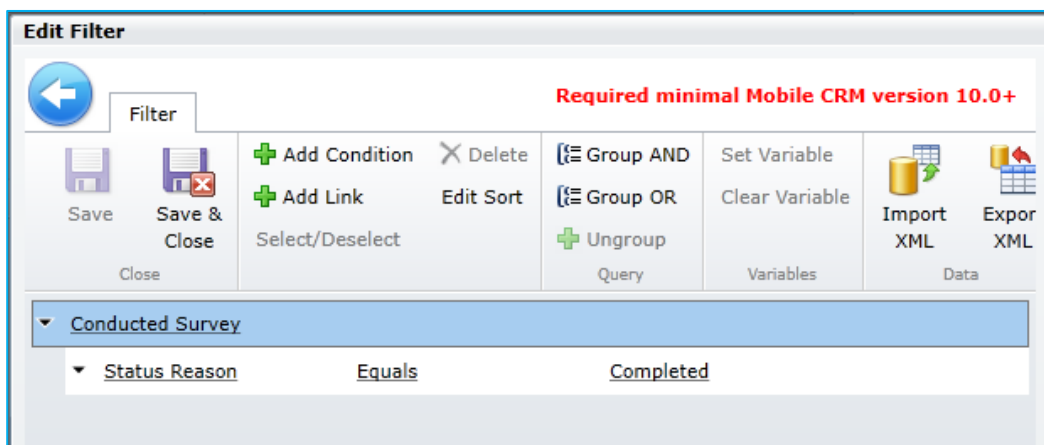 Edit Filter
Filter
Required minimal Mobile CRM version 10.0+
Save
Save & Close
Close
Add Condition
Delete
Add Link
Edit Sort
Select/Deselect
Group AND
Group OR
Ungroup
Query
Set Variable
Clear Variable
Variables
Import XML
Expor XML
Data
Conducted Survey
Status Reason Equals Completed